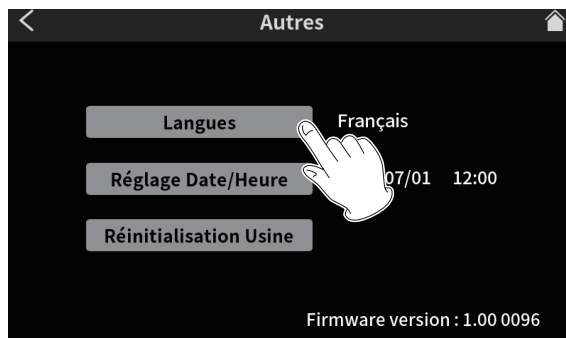 Autres
Langues Français
Réglage Date/Heure 07/01 12:00
Réinitialisation Usine
Firmware version : 1.00 0096